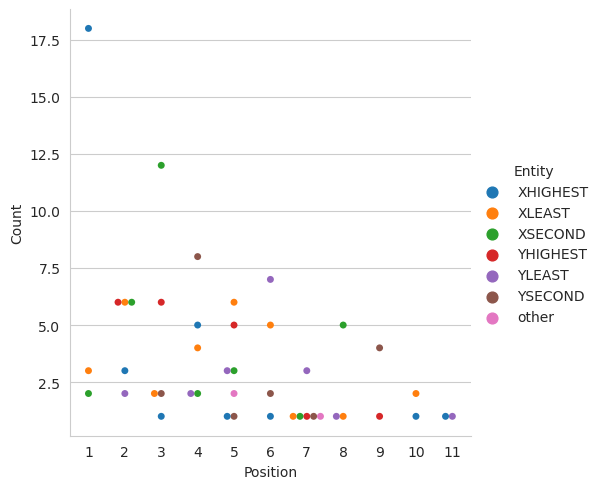 17.5
15.0
12.5
10.0
7.5
5.0
2.5
Count
1 2 3 4 5 6 7 8 9 10 11
Position
Entity
XHIGHEST
XLEAST
XSECOND
YHIGHEST
YLEAST
YSECOND
other